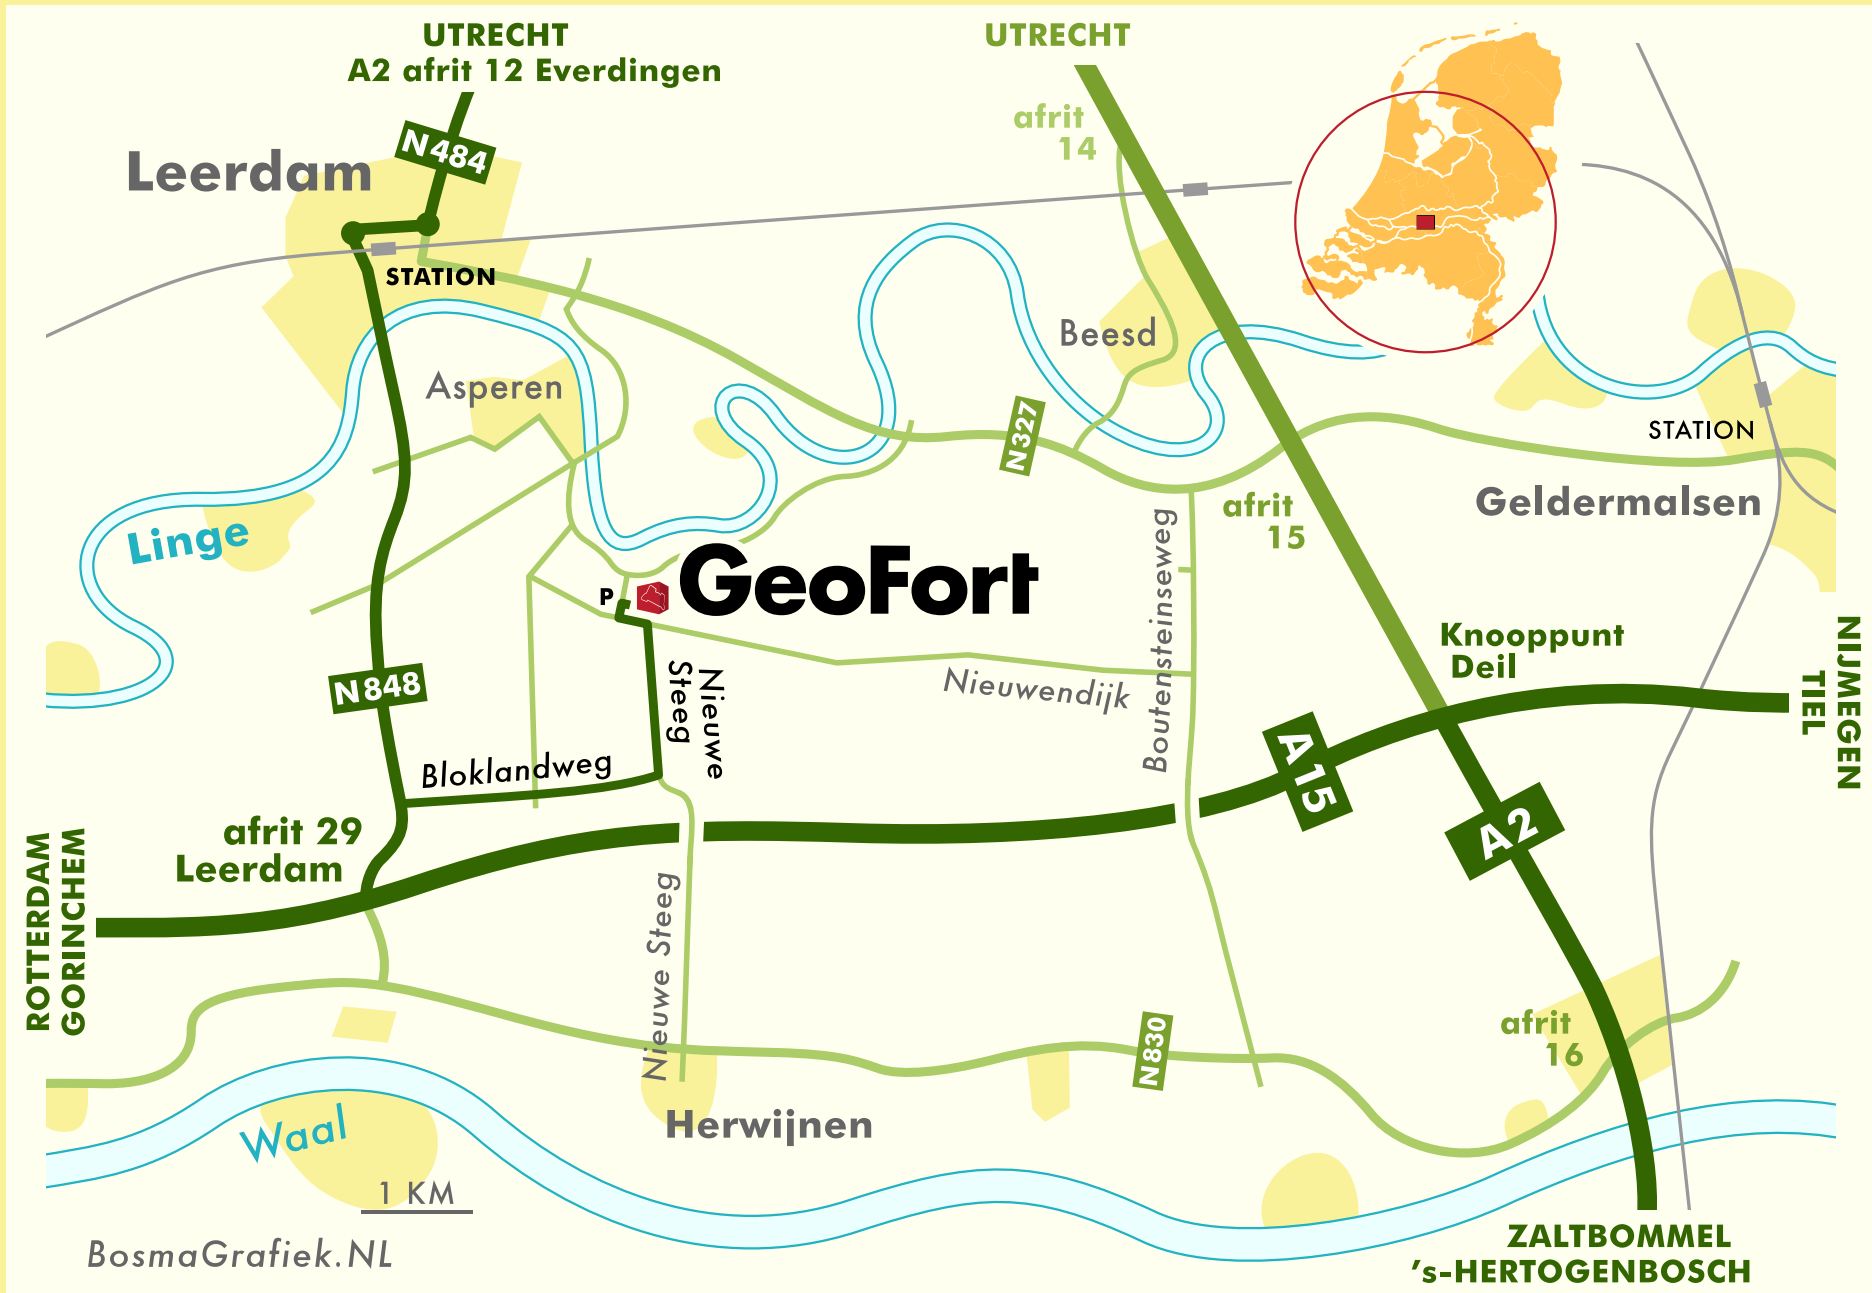 UTRECHT
A2 afrit 12 Everdingen
UTRECHT
N 484
afrit
14
Leerdam
STATION
Beesd
Asperen
N327
STATION
Geldermalsen
afrit
15
Linge
GeoFort
P
Boutensteinseweg
Knooppunt
Deil
NIJMEGEN
TIEL
N 848
Nieuwe
Steeg
Nieuwendijk
Bloklandweg
A15
A2
afrit 29
Leerdam
ROTTERDAM
GORINCHEM
Nieuwe Steeg
afrit
16
N830
Waal
Herwijnen
1 KM
BosmaGrafiek.NL
ZALTBOMMEL
's-HERTOGENBOSCH